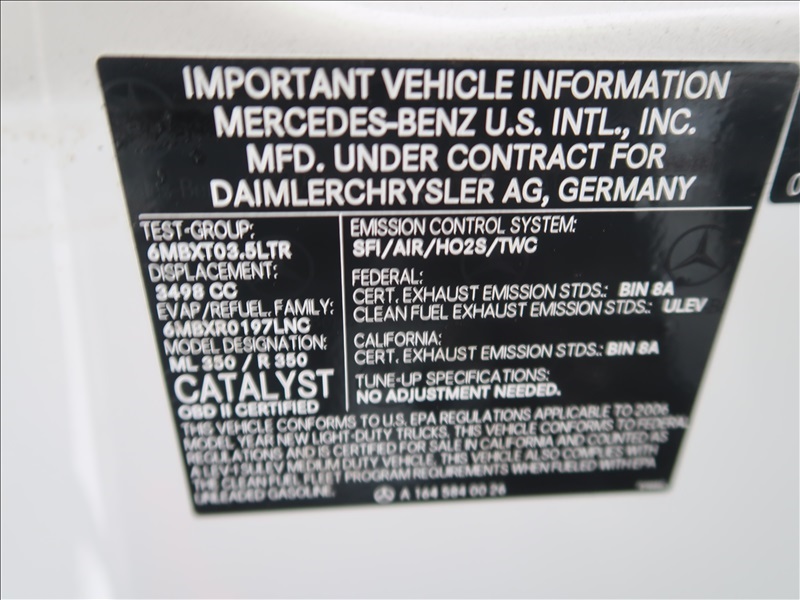 IMPORTANT VEHICLE INFORMATION
MERCEDES-BENZ U.S. INTL., INC.
MFD. UNDER CONTRACT FOR
DAIMLERCHRYSLER AG, GERMANY
TEST-GROUP:
6MBXT03.5LTR
DISPLACEMENT:
3498 CC
EVAP/REFUEL. FAMILY:
6MBXR0197LNC
MODEL DESIGNATION:
ML 350 / R 350
CATALYST
OBD II CERTIFIED
EMISSION CONTROL SYSTEM:
SFI/AIR/HO2S/TWC
FEDERAL:
CERT. EXHAUST EMISSION STDS.: BIN 8A
CLEAN FUEL EXHAUST EMISSION STDS.: ULEV
CALIFORNIA:
CERT. EXHAUST EMISSION STDS.: BIN 8A
TUNE-UP SPECIFICATIONS:
NO ADJUSTMENT NEEDED.
THIS VEHICLE CONFORMS TO U.S. EPA REGULATIONS APPLICABLE TO 2006
MODEL YEAR NEW LIGHT-DUTY TRUCKS. THIS VEHICLE CONFORMS TO FEDERAL
REGULATIONS AND IS CERTIFIED FOR SALE IN CALIFORNIA AND COUNTED AS
A LEV-1 SULEV MEDIUM DUTY VEHICLE. THIS VEHICLE ALSO COMPLIES WITH
THE CLEAN FUEL FLEET PROGRAM REQUIREMENTS WHEN FUELED WITH EPA
UNLEADED GASOLINE.
A 164 584 00 26